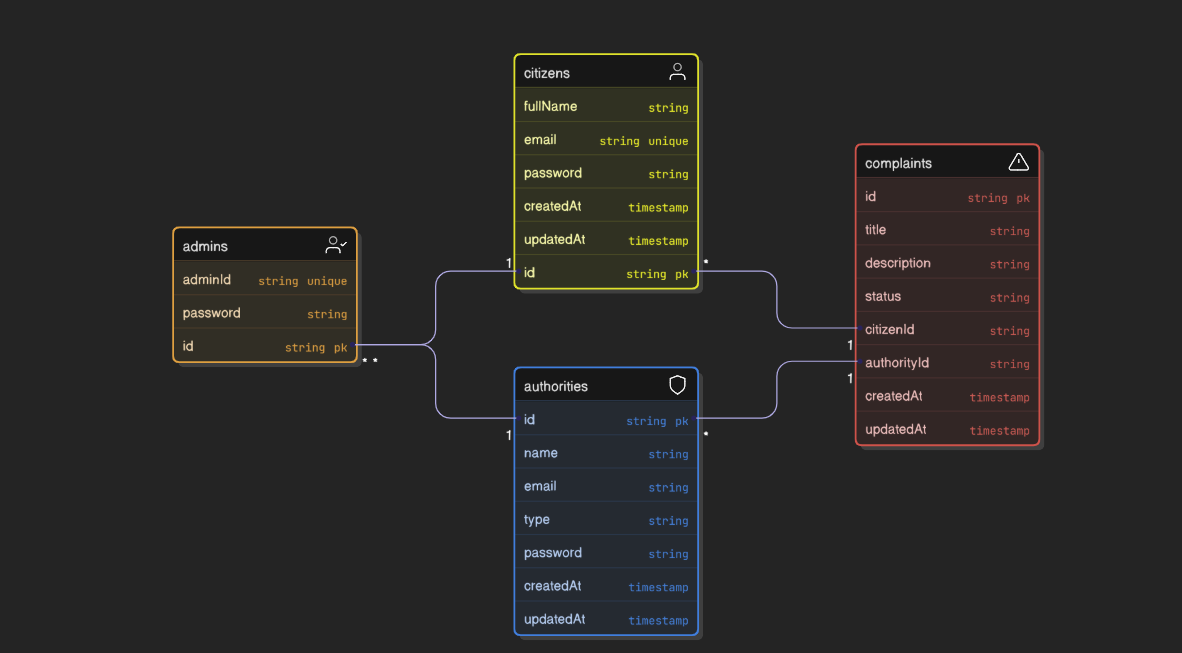 citizens
fullName string
email string unique
password string
createdAt timestamp
updatedAt timestamp
1 id string pk *
admins
adminId string unique
password string
id string pk
* *
complaints
id string pk
title string
description string
status string
citizenId string
1
authorityId string
1
createdAt timestamp
updatedAt timestamp
authorities
id string pk
1 *
name string
email string
type string
password string
createdAt timestamp
updatedAt timestamp